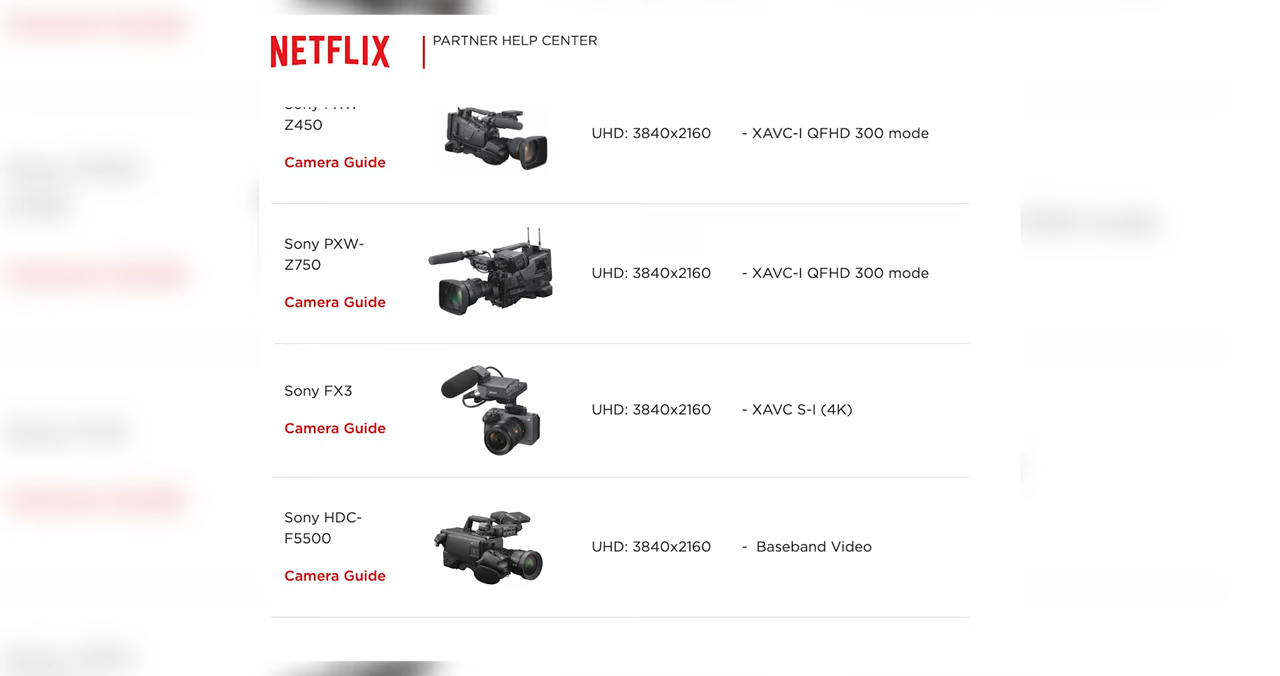 NETFLIX
PARTNER HELP CENTER
Z450
Camera Guide
UHD: 3840x2160
- XAVC-I QFHD 300 mode
Sony PXW-
Z750
Camera Guide
UHD: 3840x2160
- XAVC-I QFHD 300 mode
Sony FX3
Camera Guide
UHD: 3840x2160
- XAVC S-I (4K)
Sony HDC-
F5500
Camera Guide
UHD: 3840x2160
- Baseband Video